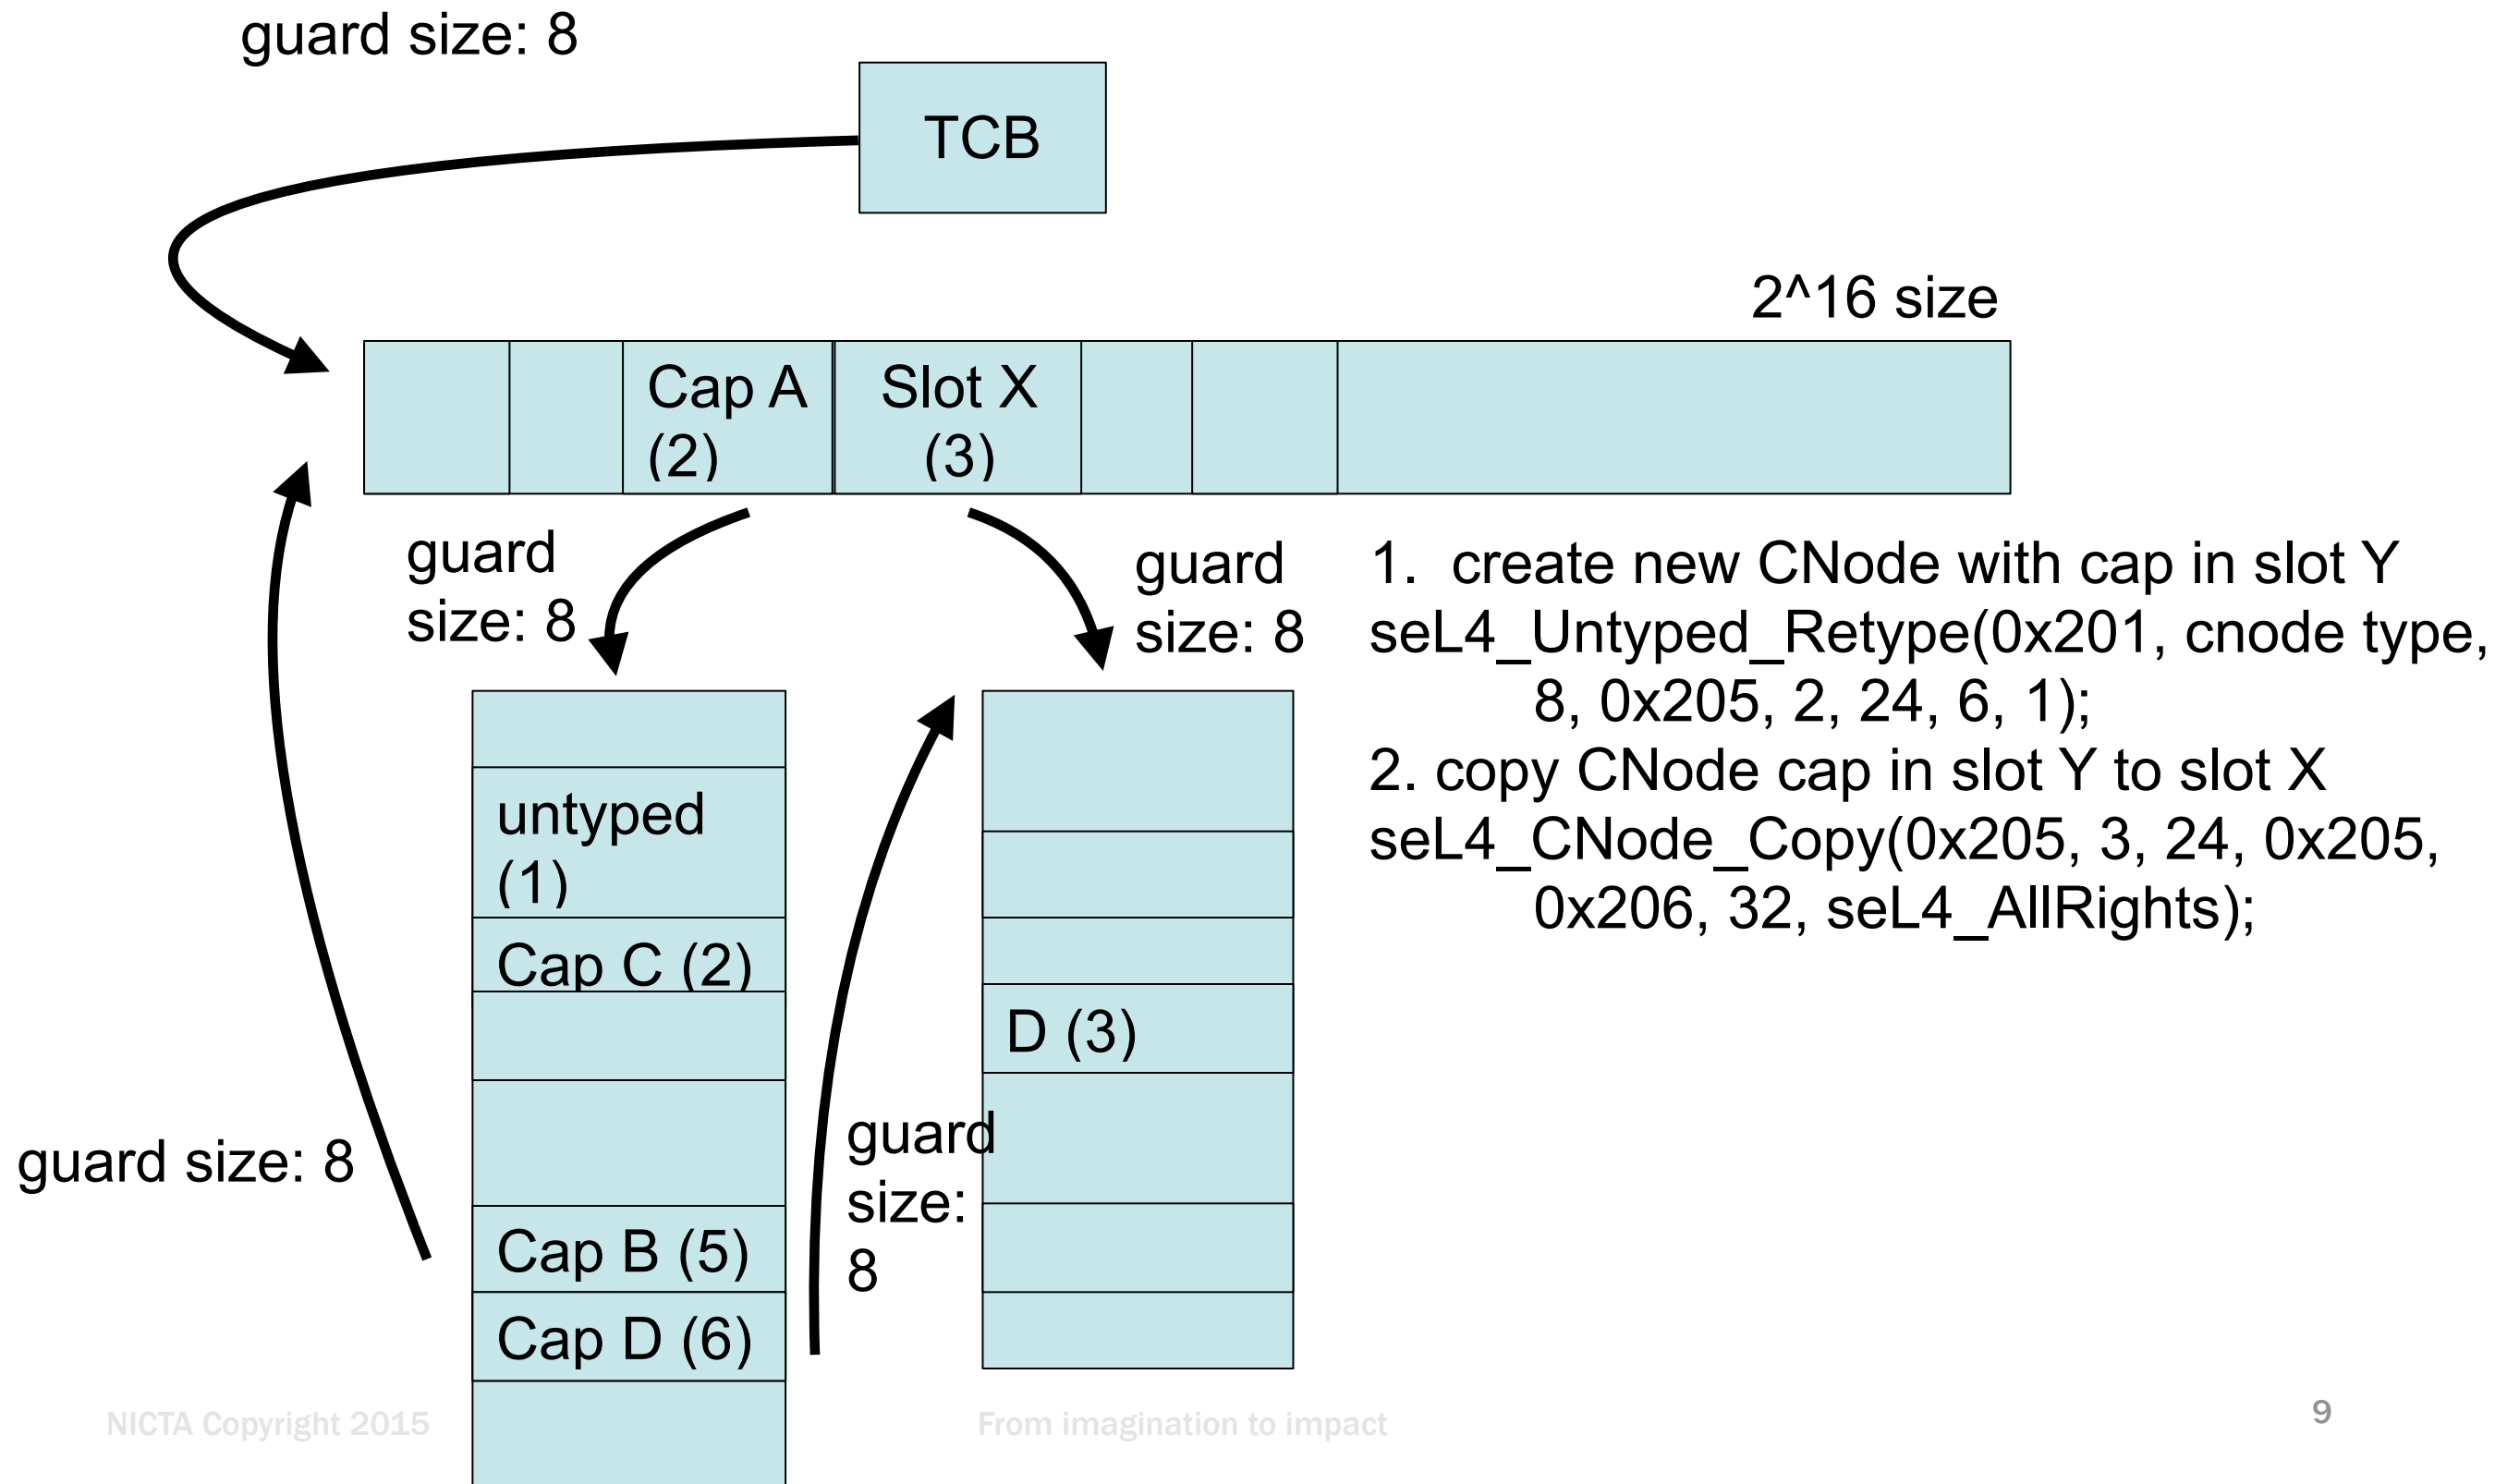 guard size: 8
TCB
2^16 size
Cap A
(2)
Slot X
(3)
guard
size: 8
guard
size: 8
1. create new CNode with cap in slot Y
seL4_Untyped_Retype(0x201, cnode type,
8, 0x205, 2, 24, 6, 1);
2. copy CNode cap in slot Y to slot X
seL4_CNode_Copy(0x205, 3, 24, 0x205,
0x206, 32, seL4_AllRights);
untyped
(1)
Cap C (2)
D (3)
guard size: 8
guard
size:
8
Cap B (5)
Cap D (6)
NICTA Copyright 2015
From imagination to impact
9